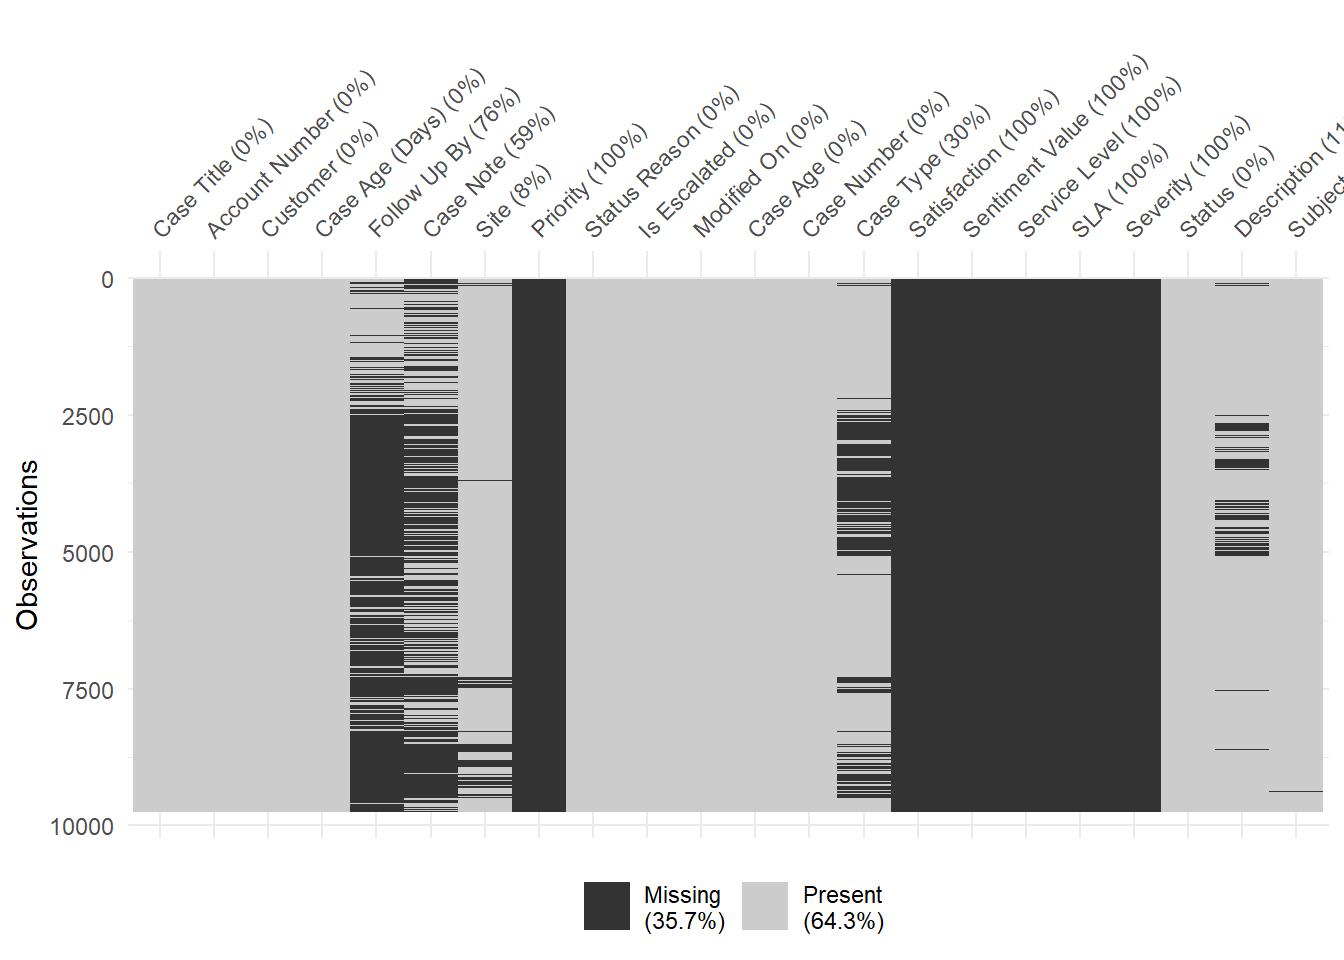 Case Title (0%)
Account Number (0%)
Customer (0%)
Case Age (Days) (0%)
Follow Up By (76%)
Case Note (59%)
Site (8%)
Priority (100%)
Status Reason (0%)
Is Escalated (0%)
Modified On (0%)
Case Age (0%)
Case Number (0%)
Case Type (30%)
Satisfaction (100%)
Sentiment Value (100%)
Service Level (100%)
SLA (100%)
Severity (100%)
Status (0%)
Description (11
Subject
0
2500
5000
7500
10000
Observations
Missing
(35.7%)
Present
(64.3%)